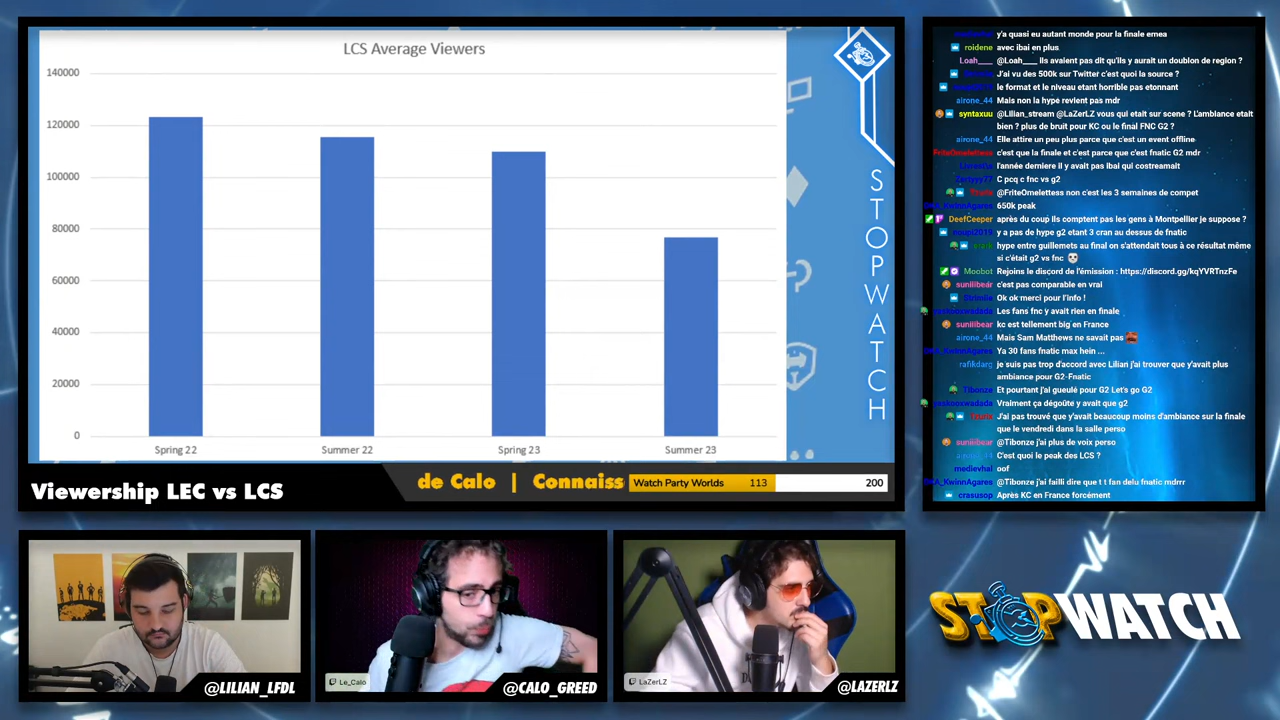 LCS Average Viewers
140000
120000
100000
80000
60000
40000
20000
0
Spring 22
Summer 22
Spring 23
Summer 23
STOPWATCH
Viewership LEC vs LCS
de Calo | Connaiss
Watch Party Worlds 113 200
y'a quasi eu autant monde pour la finale emea
roidene avec ibai en plus
Loah____ @Loah____ ils avaient pas dit qu'ils y aurait un doublon de region ?
J'ai vu des 500k sur Twitter c'est quoi la source ?
le format et le niveau etant horrible pas etonnant
airone_44 Mais non la hype revient pas mdr
syntaxuu @Lilian_stream @LaZerLZ vous qui etait sur scene ? L'ambiance etait
bien ? plus de bruit pour KC ou le final FNC G2 ?
airone_44 Elle attire un peu plus parce que c'est un event offline
FriteOmelettess c'est que la finale et c'est parce que c'est fnatic G2 mdr
l'année derniere il y avait pas ibai qui costreamait
C pcq c fnc vs g2
@FriteOmelettess non c'est les 3 semaines de compet
KwinnAgares 650k peak
DeefCeeper après du coup ils comptent pas les gens à Montpellier je suppose ?
y a pas de hype g2 etant 3 cran au dessus de fnatic
hype entre guillemets au final on s'attendait tous à ce résultat même
si c'était g2 vs fnc
Moobot Rejoins le discord de l'émission : https://discord.gg/kqYVRTnzFe
sunilibear c'est pas comparable en vrai
Ok ok merci pour l'info !
Les fans fnc y avait rien en finale
sunilibear kc est tellement big en France
airone_44 Mais Sam Matthews ne savait pas
KwinnAgares Ya 30 fans fnatic max hein ...
rafikdarg je suis pas trop d'accord avec Lilian j'ai trouver que y'avait plus
ambiance pour G2-Fnatic
Tibonze Et pourtant j'ai gueulé pour G2 Let's go G2
Vraiment ça dégoûte y avait que g2
J'ai pas trouvé que y'avait beaucoup moins d'ambiance sur la finale
que le vendredi dans la salle perso
sunilibear @Tibonze j'ai plus de voix perso
airone_44 C'est quoi le peak des LCS ?
medievhal oof
KwinnAgares @Tibonze j'ai failli dire que t t fan delu fnatic mdrrr
crasusop Après KC en France forcément
@LILIAN_LFDL
Le_Calo
@CALO_GREED
LaZerLZ
@LAZERLZ
STOPWATCH